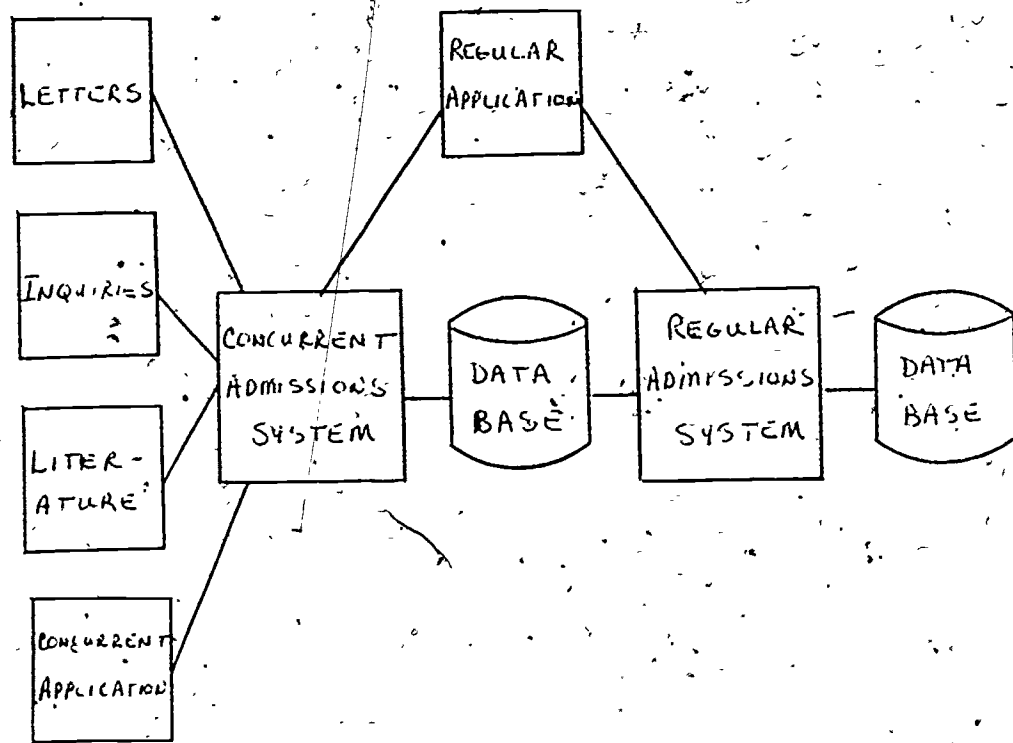 LETTERS
REGULAR
APPLICATION
INQUIRIES
CONCURRENT
ADMISSIONS
SYSTEM
DATA
BASE
REGULAR
ADMISSIONS
SYSTEM
DATA
BASE
LITER-
ATURE
CONCURRENT
APPLICATION